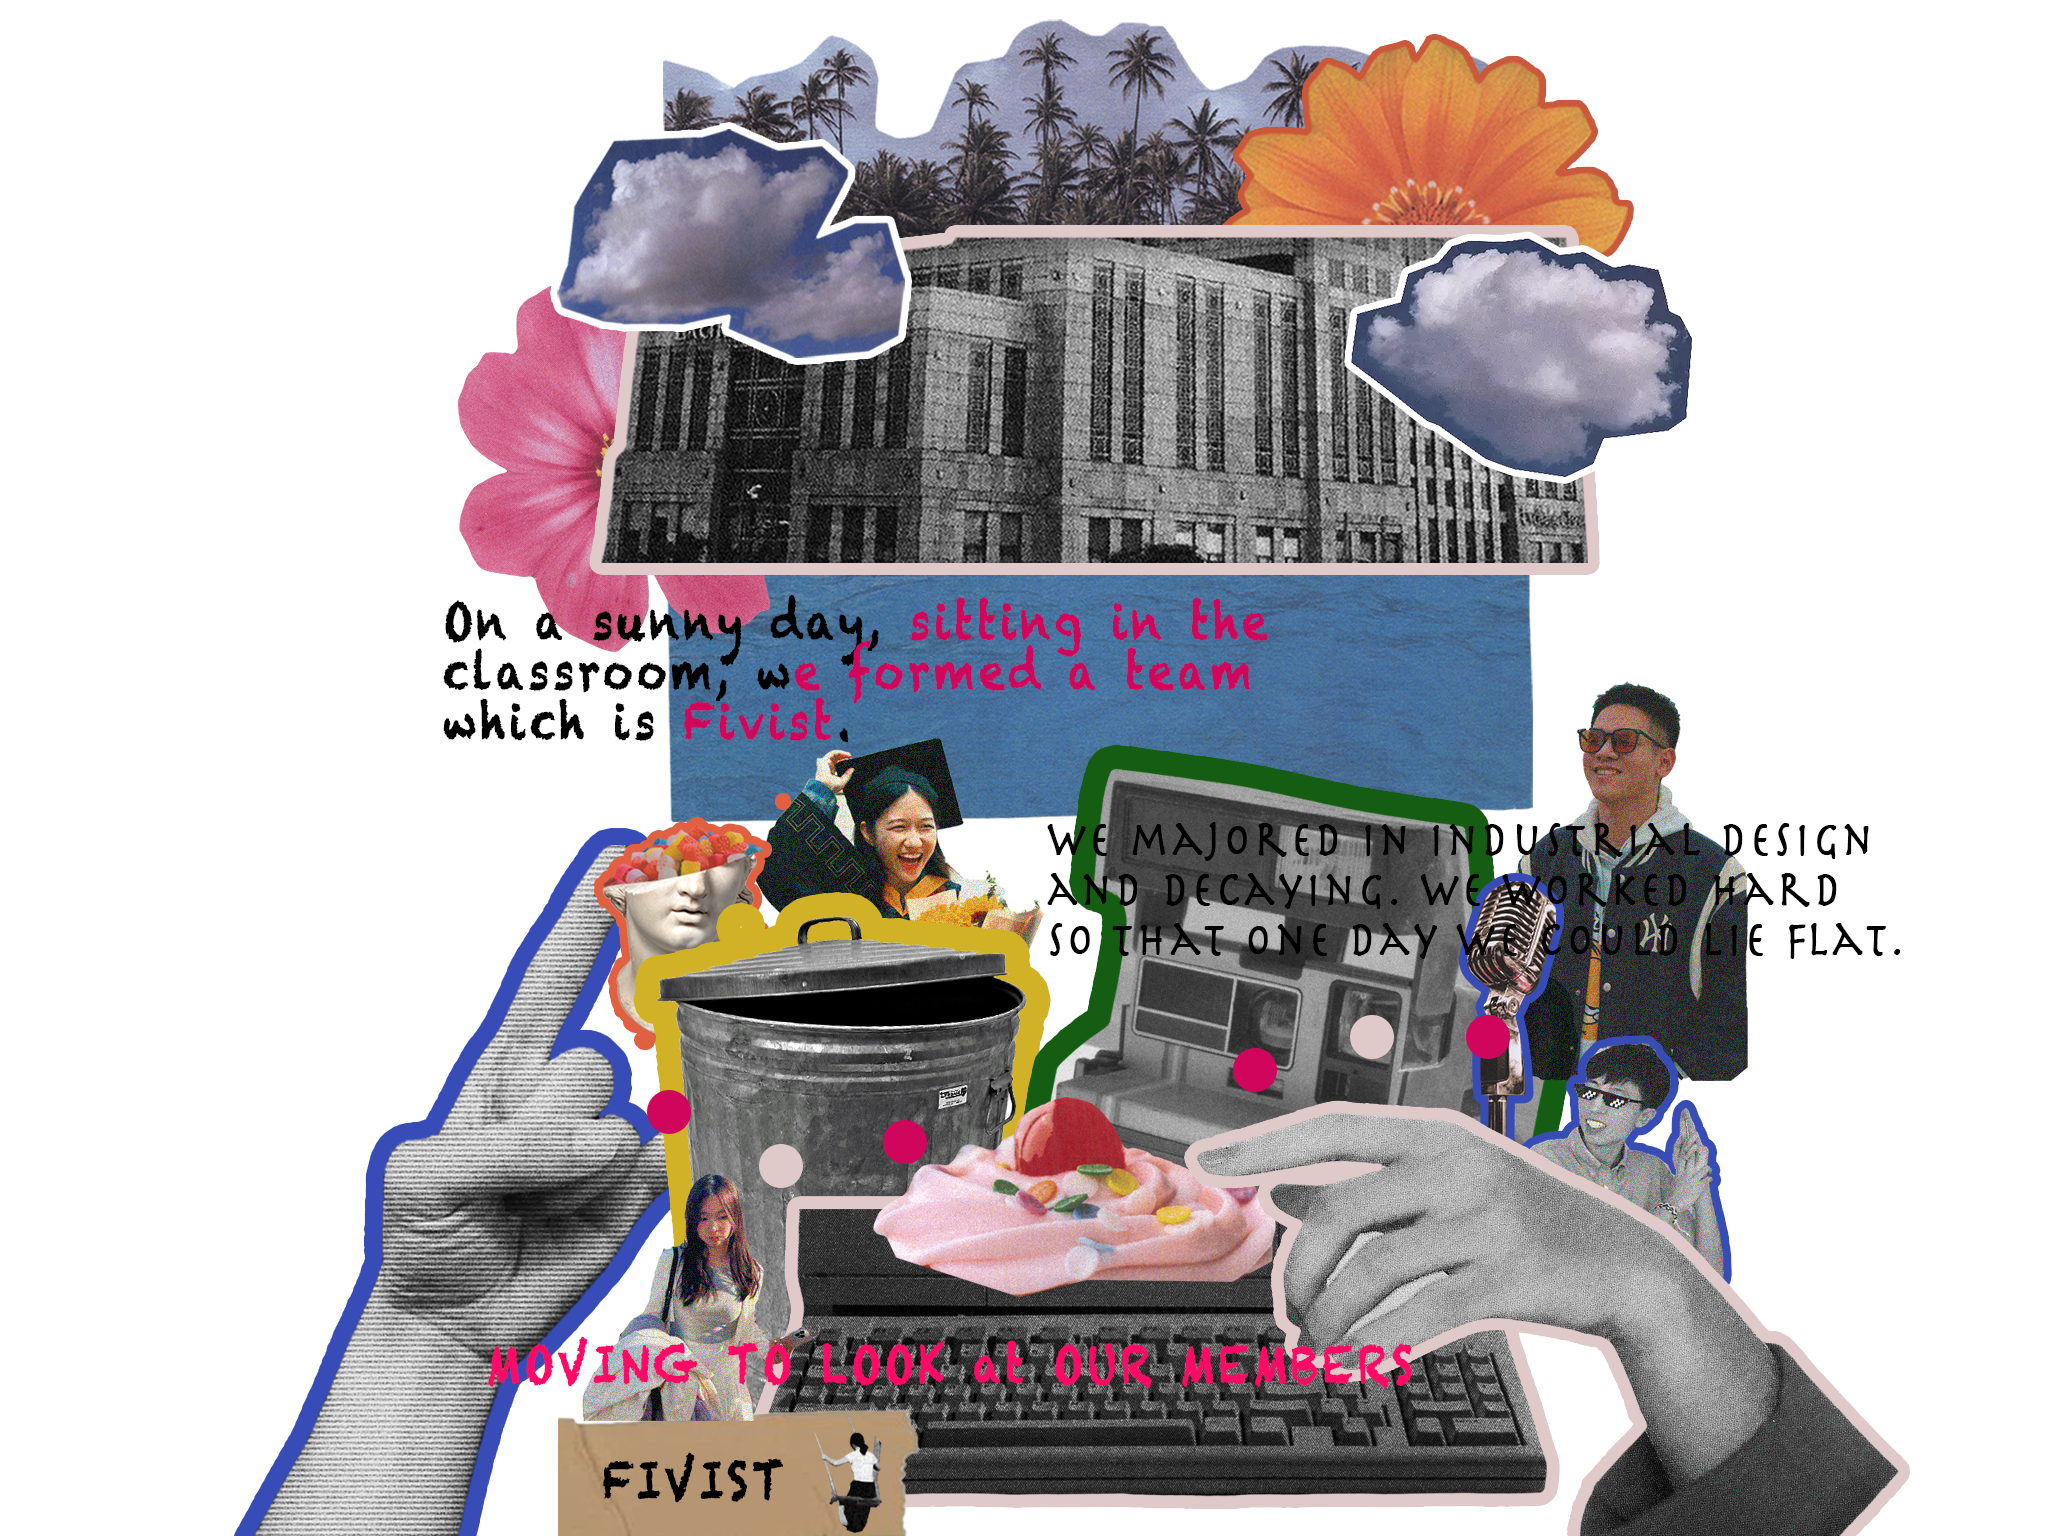 On a sunny day, sitting in the
classroom, we formed a team
which is Fivist.
WE MAJORED IN INDUSTRIAL DESIGN
AND DECAYING. WE WORKED HARD
SO THAT ONE DAY WE COULD LIE FLAT.
MOVING TO LOOK at OUR MEMBERS
FIVIST